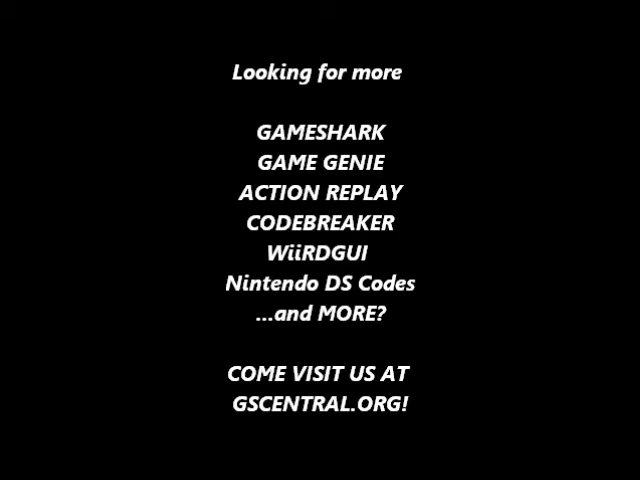 Looking for more
GAMESHARK
GAME GENIE
ACTION REPLAY
CODEBREAKER
WiiRDGUI
Nintendo DS Codes
...and MORE?
COME VISIT US AT
GSCENTRAL.ORG!